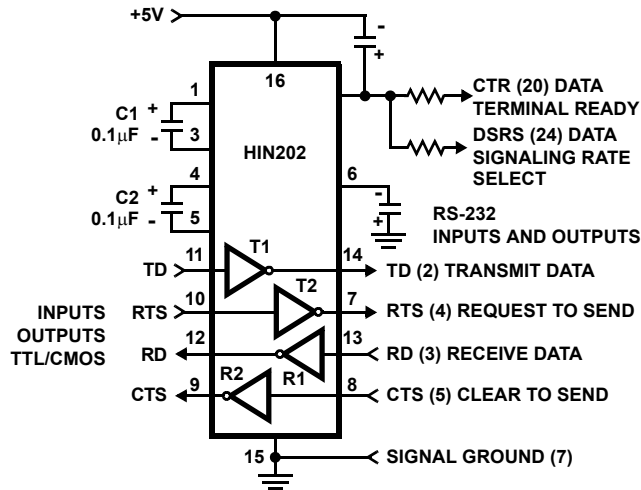 +5V
-
+
16
1
CTR (20) DATA
TERMINAL READY
C1
+
0.1µF
-
3
HIN202
DSRS (24) DATA
SIGNALING RATE
SELECT
4
6
C2
+
0.1µF
-
5
-
+
RS-232
INPUTS AND OUTPUTS
T1
TD
11
14
TD (2) TRANSMIT DATA
T2
INPUTS
OUTPUTS
TTL/CMOS
RTS
10
7
RTS (4) REQUEST TO SEND
RD
12
13
RD (3) RECEIVE DATA
R1
R2
CTS
9
8
CTS (5) CLEAR TO SEND
15
SIGNAL GROUND (7)